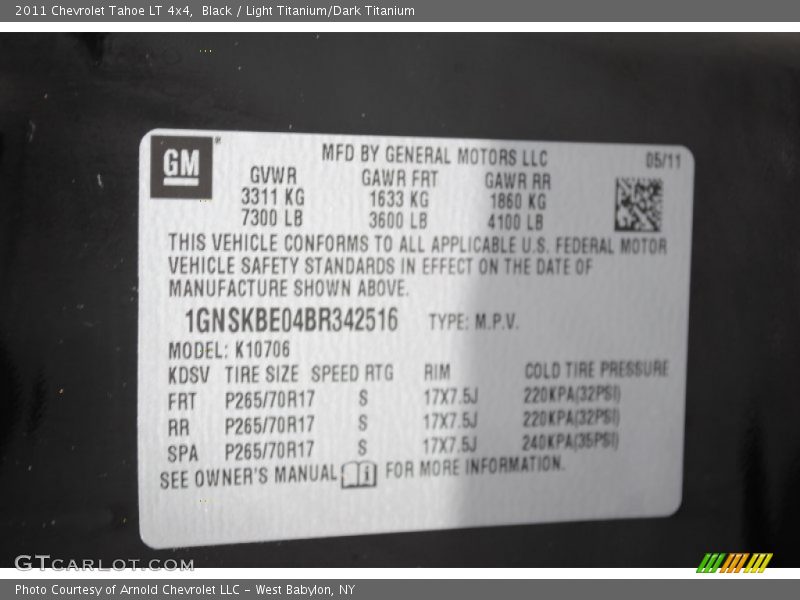 2011 Chevrolet Tahoe LT 4x4, Black / Light Titanium/Dark Titanium
GM
MFD BY GENERAL MOTORS LLC 05/11
GVWR GAWR FRT GAWR RR
3311 KG 1633 KG 1860 KG
7300 LB 3600 LB 4100 LB
THIS VEHICLE CONFORMS TO ALL APPLICABLE U.S. FEDERAL MOTOR
VEHICLE SAFETY STANDARDS IN EFFECT ON THE DATE OF
MANUFACTURE SHOWN ABOVE.
1GNSKBE04BR342516 TYPE: M.P.V.
MODEL: K10706
KDSV TIRE SIZE SPEED RTG RIM COLD TIRE PRESSURE
FRT P265/70R17 S 17X7.5J 220KPA(32PSI)
RR P265/70R17 S 17X7.5J 220KPA(32PSI)
SPA P265/70R17 S 17X7.5J 240KPA(35PSI)
SEE OWNER'S MANUAL FOR MORE INFORMATION.
GTCARLOT.COM
Photo Courtesy of Arnold Chevrolet LLC - West Babylon, NY